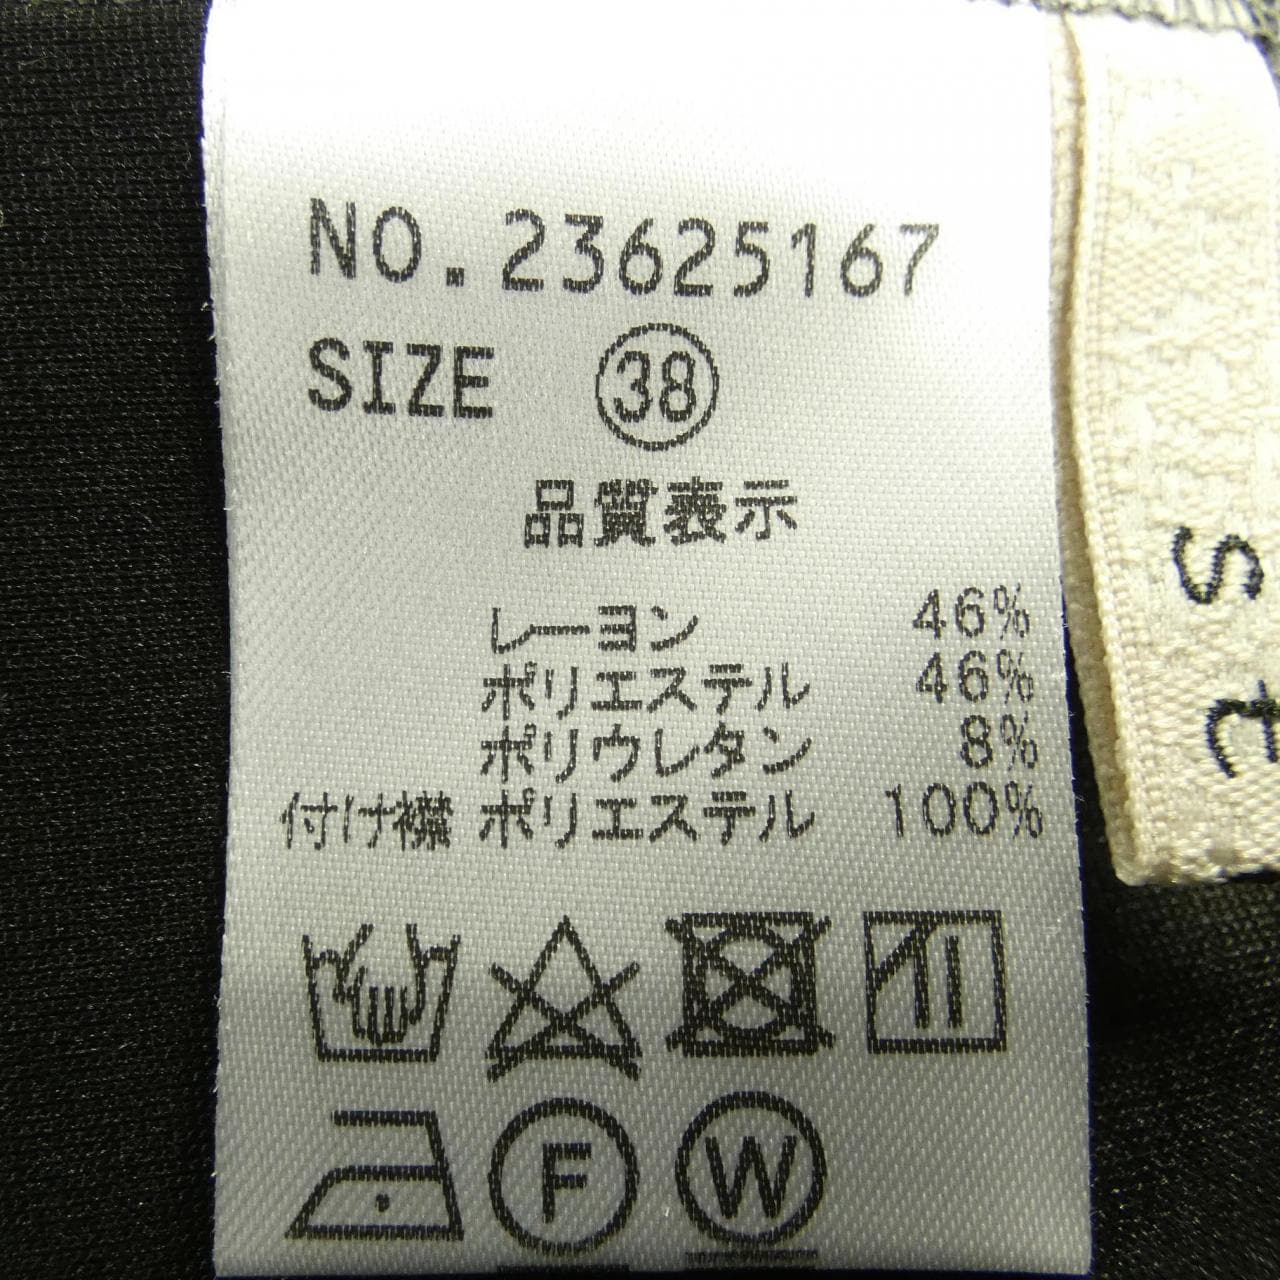 NO.23625167
SIZE 38
品質表示
レーヨン 46%
ポリエステル 46%
ポリウレタン 8%
付け襟 ポリエステル 100%
F W
S
t